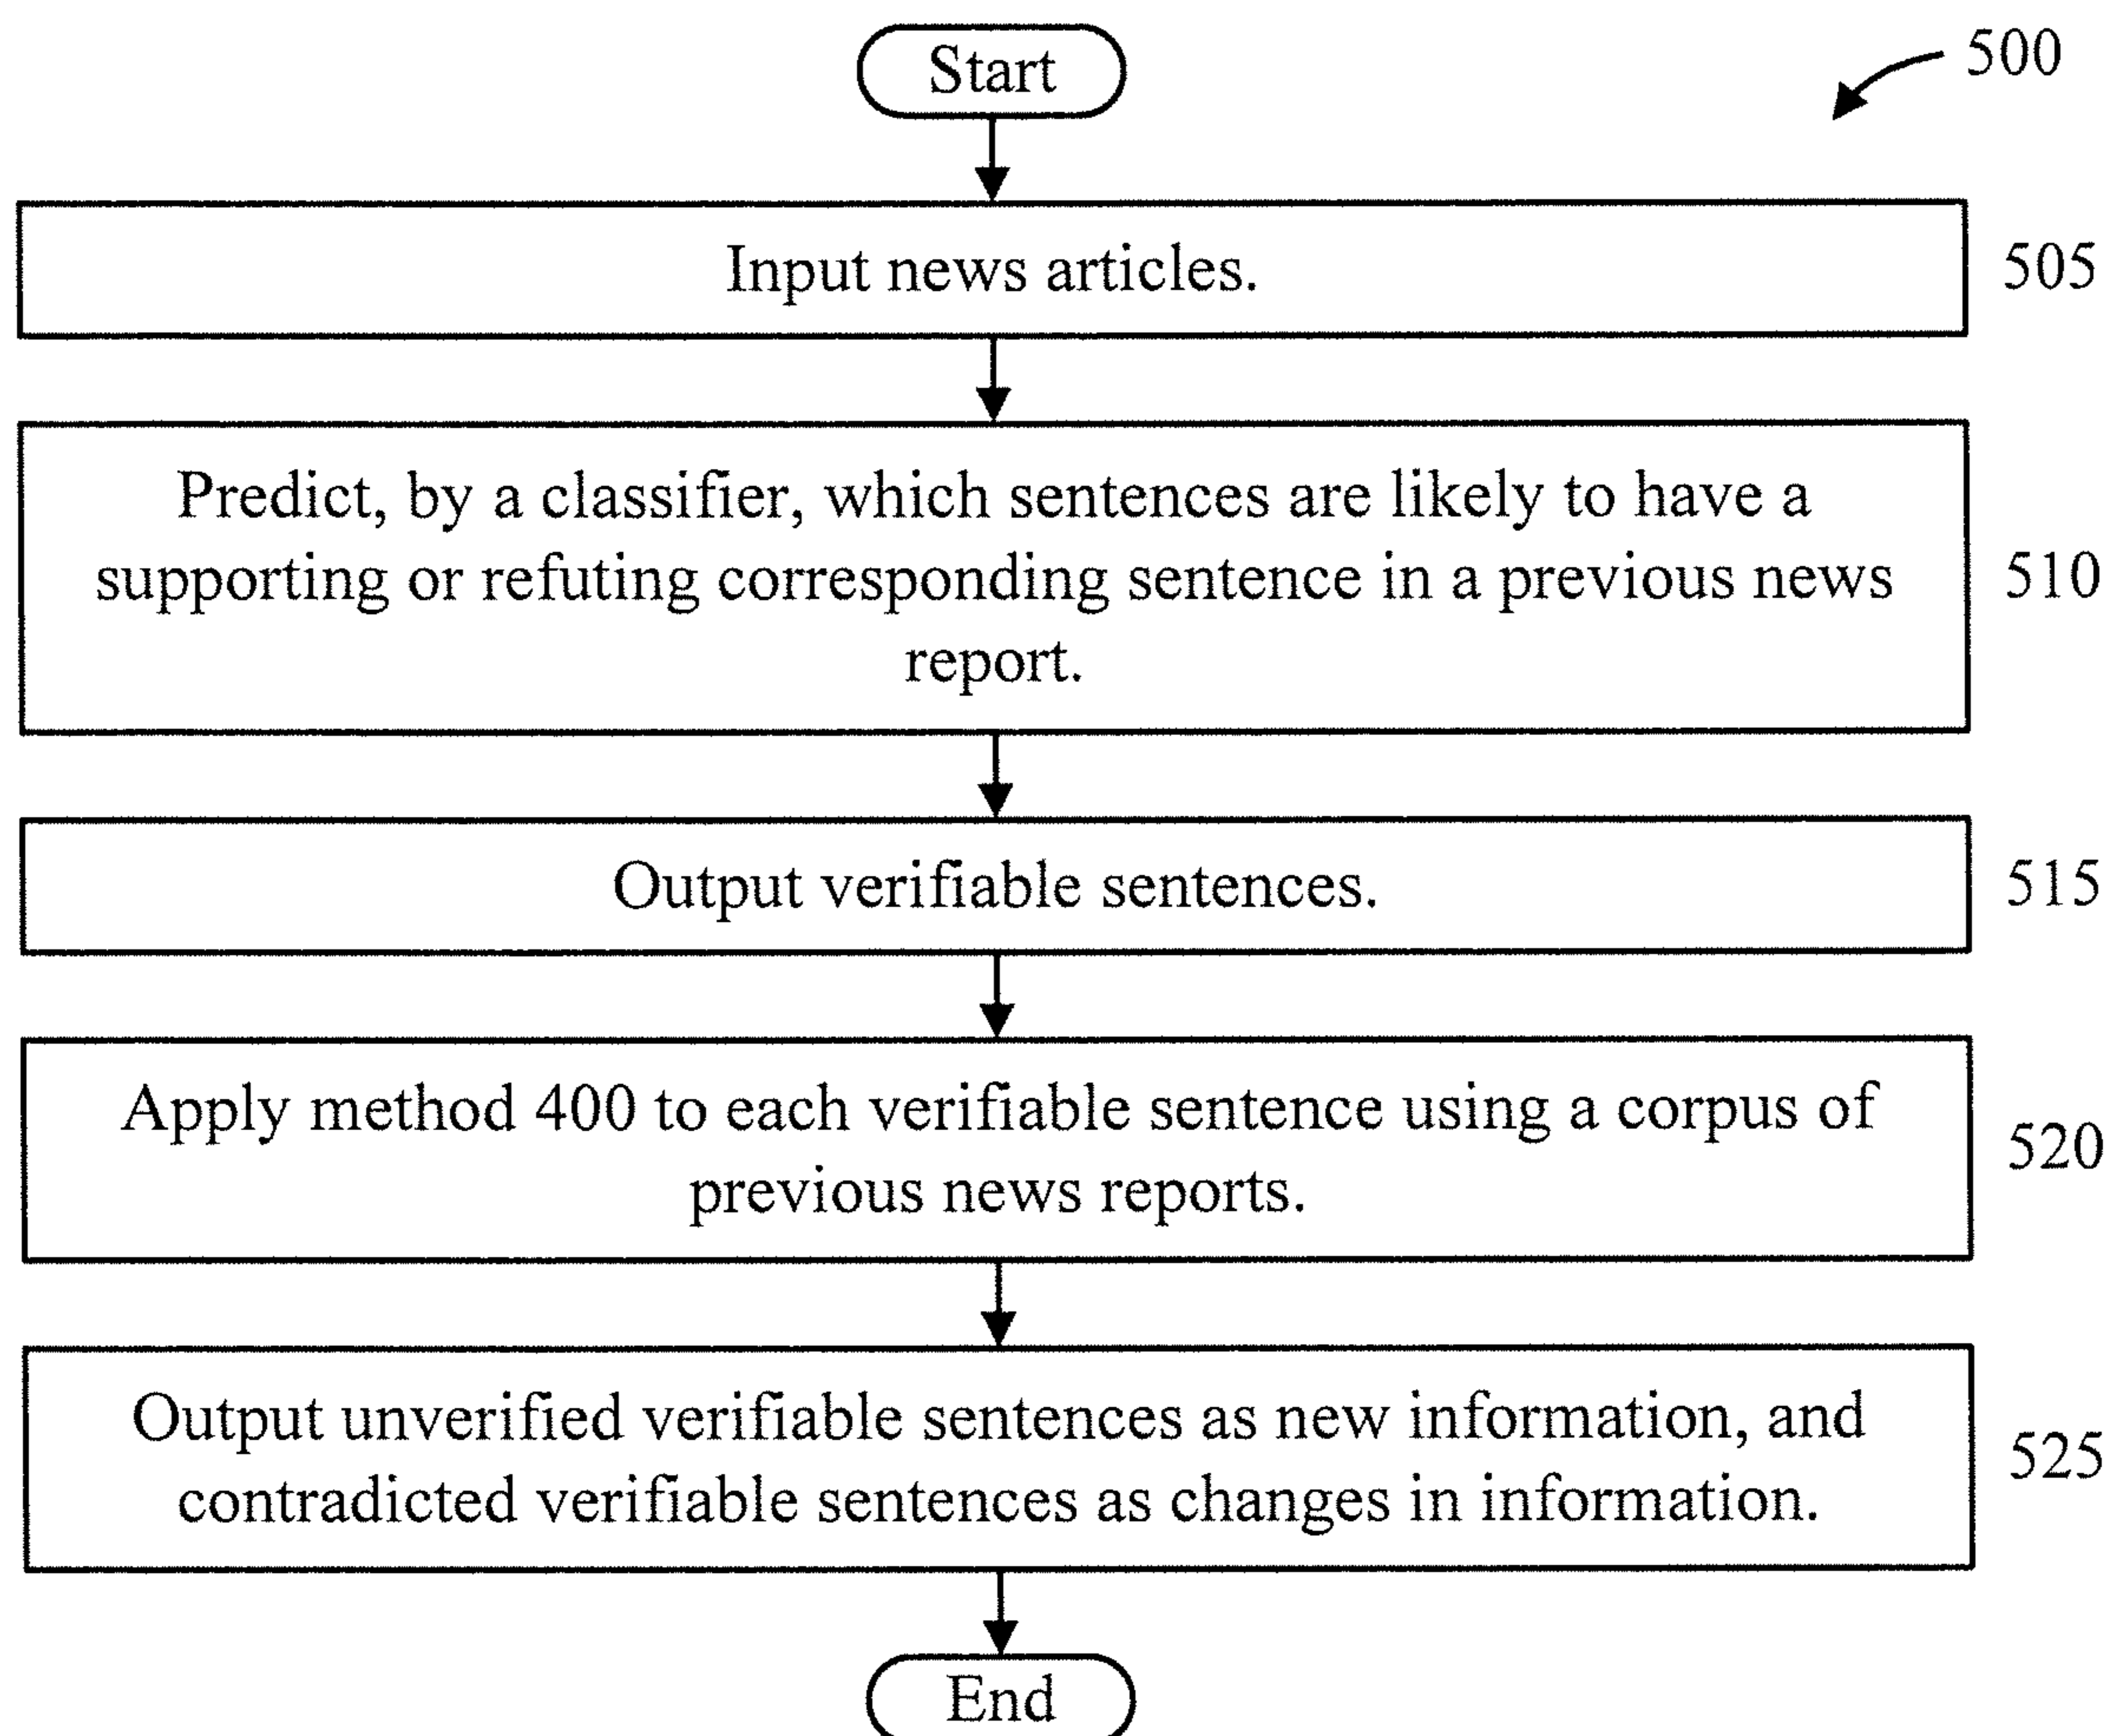 Start
500
Input news articles.
505
Predict, by a classifier, which sentences are likely to have a
supporting or refuting corresponding sentence in a previous news
report.
510
Output verifiable sentences.
515
Apply method 400 to each verifiable sentence using a corpus of
previous news reports.
520
Output unverified verifiable sentences as new information, and
contradicted verifiable sentences as changes in information.
525
End